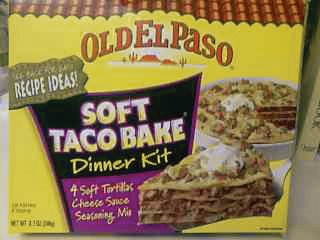 OLD EL PASO
RECIPE IDEAS!
SOFT
TACO BAKE
Dinner Kit
4 Soft Tortillas
Cheese Sauce
Seasoning Mix